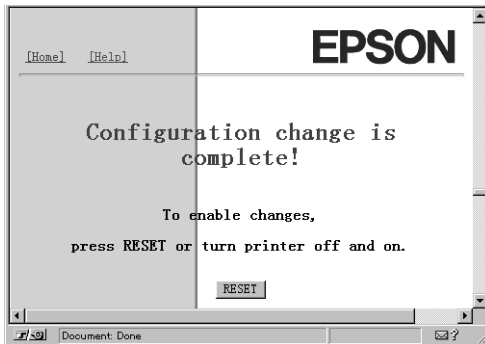 EPSON
[Home] [Help]
Configuration change is
complete!
To enable changes,
press RESET or turn printer off and on.
RESET
Document: Done
?